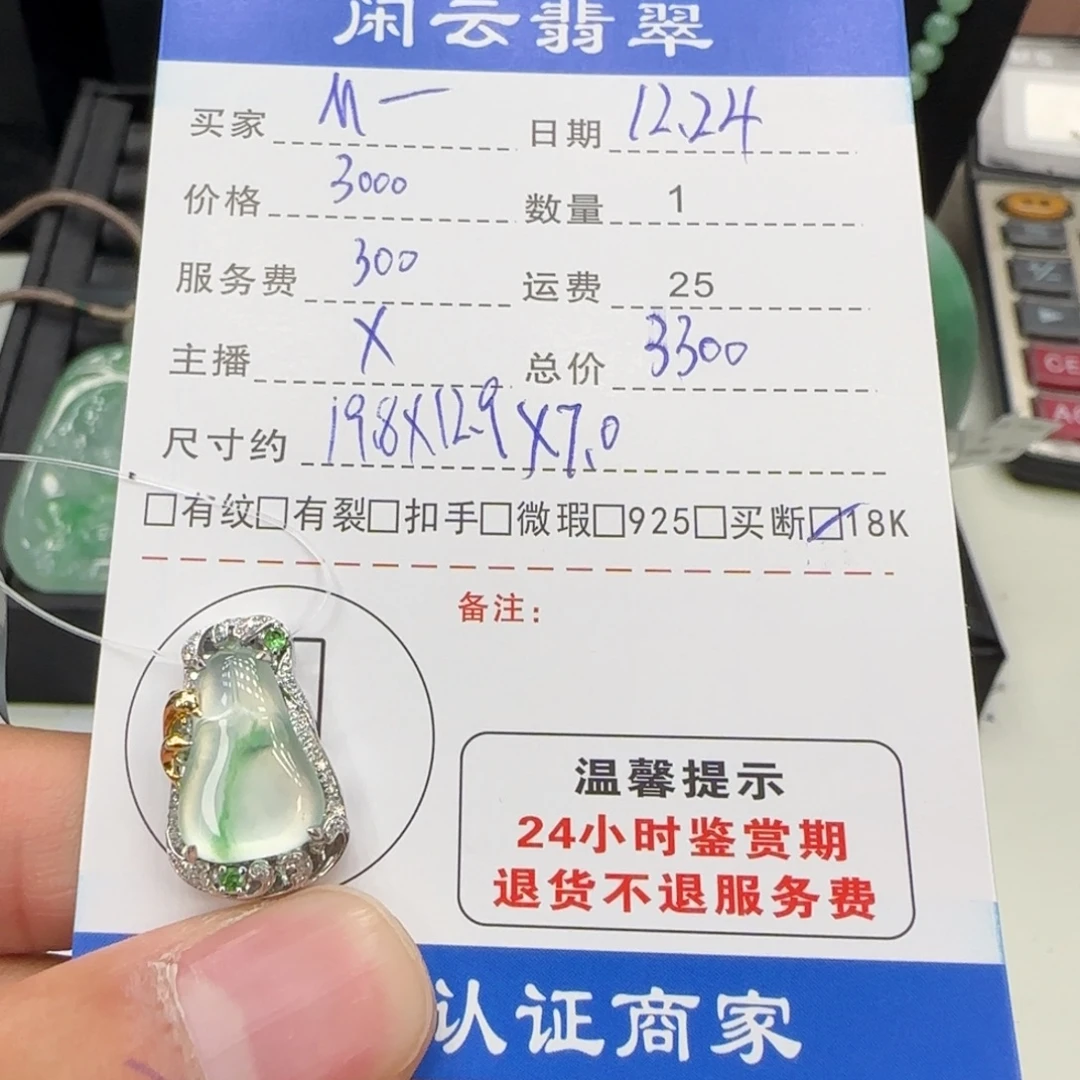 闲云翡翠
买家 M一 日期 12.24
价格 3000 数量 1
服务费 300 运费 25
主播 X 总价 3300
尺寸约 19.8X12.9X7.0
□有纹□有裂□扣手□微瑕□925□买断☑18K
备注：
温馨提示
24小时鉴赏期
退货不退服务费
认证商家